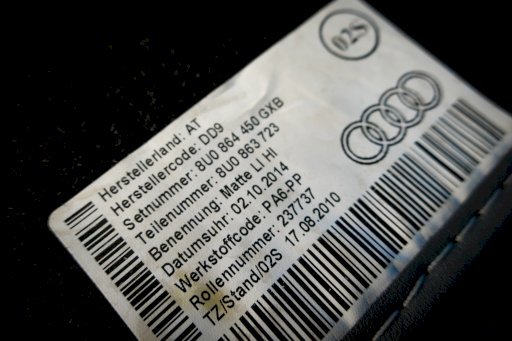 02S
Herstellerland: AT
Herstellercode: DD9
Setnummer: 8U0 864 450 GXB
Teilenummer: 8U0 863 723
Benennung: Matte LI HI
Datumsuhr: 02.10.2014
Werkstoffcode: PA6-PP
Rollennummer: 237737
TZ/Stand/02S 17.08.2010